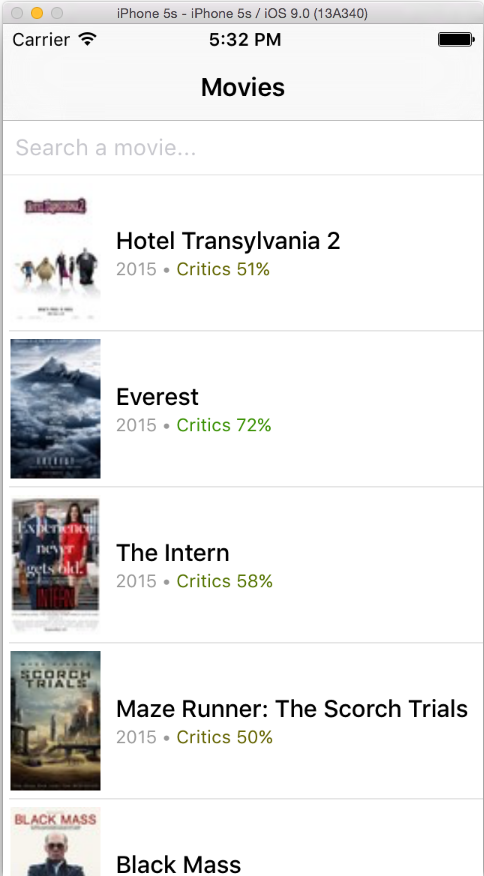 iPhone 5s - iPhone 5s / iOS 9.0 (13A340)
Carrier 5:32 PM
Movies
Search a movie...
Hotel Transylvania 2
2015 • Critics 51%
EVEREST
Everest
2015 • Critics 72%
Experience
never
gets old.
INTERN
The Intern
2015 • Critics 58%
SCORCH
TRIALS
Maze Runner: The Scorch Trials
2015 • Critics 50%
BLACK MASS
Black Mass